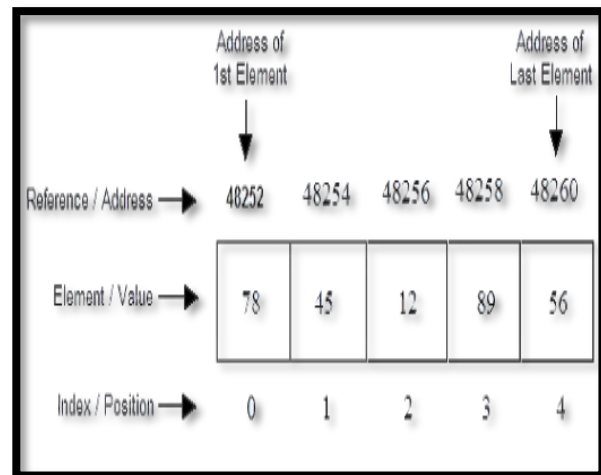 Address of
1st Element
Address of
Last Element
Reference / Address
48252 48254 48256 48258 48260
Element / Value
78 45 12 89 56
Index / Position
0 1 2 3 4